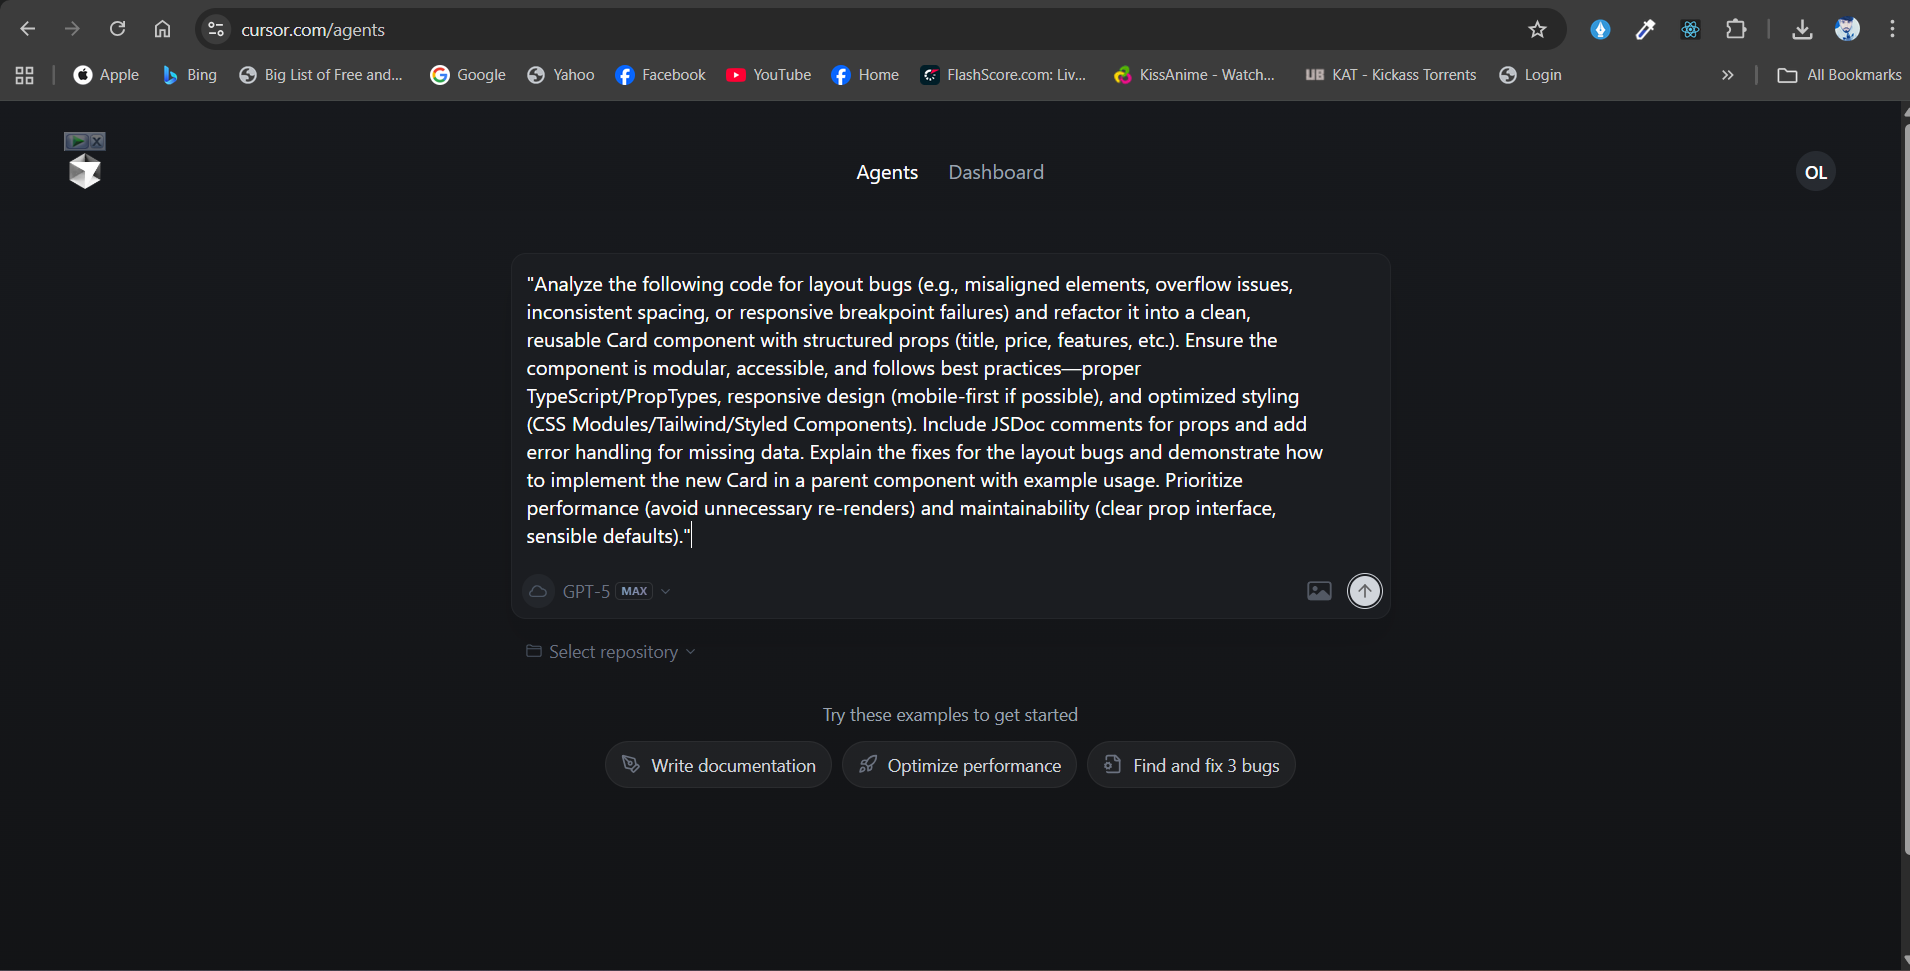 cursor.com/agents
Apple
Bing
Big List of Free and...
Google
Yahoo
Facebook
YouTube
Home
FlashScore.com: Liv...
KissAnime - Watch...
UB KAT - Kickass Torrents
Login
All Bookmarks
Agents
Dashboard
OL
"Analyze the following code for layout bugs (e.g., misaligned elements, overflow issues,
inconsistent spacing, or responsive breakpoint failures) and refactor it into a clean,
reusable Card component with structured props (title, price, features, etc.). Ensure the
component is modular, accessible, and follows best practices—proper
TypeScript/PropTypes, responsive design (mobile-first if possible), and optimized styling
(CSS Modules/Tailwind/Styled Components). Include JSDoc comments for props and add
error handling for missing data. Explain the fixes for the layout bugs and demonstrate how
to implement the new Card in a parent component with example usage. Prioritize
performance (avoid unnecessary re-renders) and maintainability (clear prop interface,
sensible defaults)."
GPT-5 MAX
Select repository
Try these examples to get started
Write documentation
Optimize performance
Find and fix 3 bugs